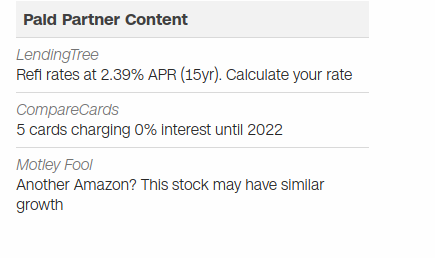 Paid Partner Content
LendingTree
Refi rates at 2.39% APR (15yr). Calculate your rate
CompareCards
5 cards charging 0% interest until 2022
Motley Fool
Another Amazon? This stock may have similar
growth